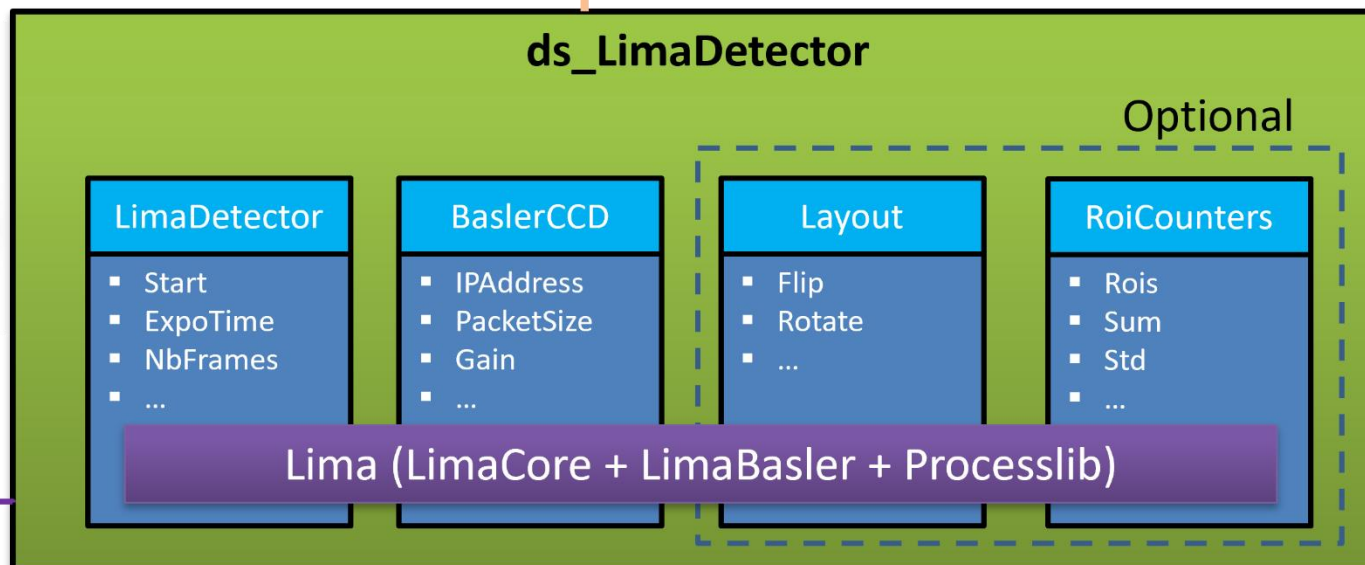 ds_LimaDetector
Optional
LimaDetector
▪ Start
▪ ExpoTime
▪ NbFrames
▪ ...
BaslerCCD
▪ IPAddress
▪ PacketSize
▪ Gain
▪ ...
Layout
▪ Flip
▪ Rotate
▪ ...
RoiCounters
▪ Rois
▪ Sum
▪ Std
▪ ...
Lima (LimaCore + LimaBasler + Processlib)